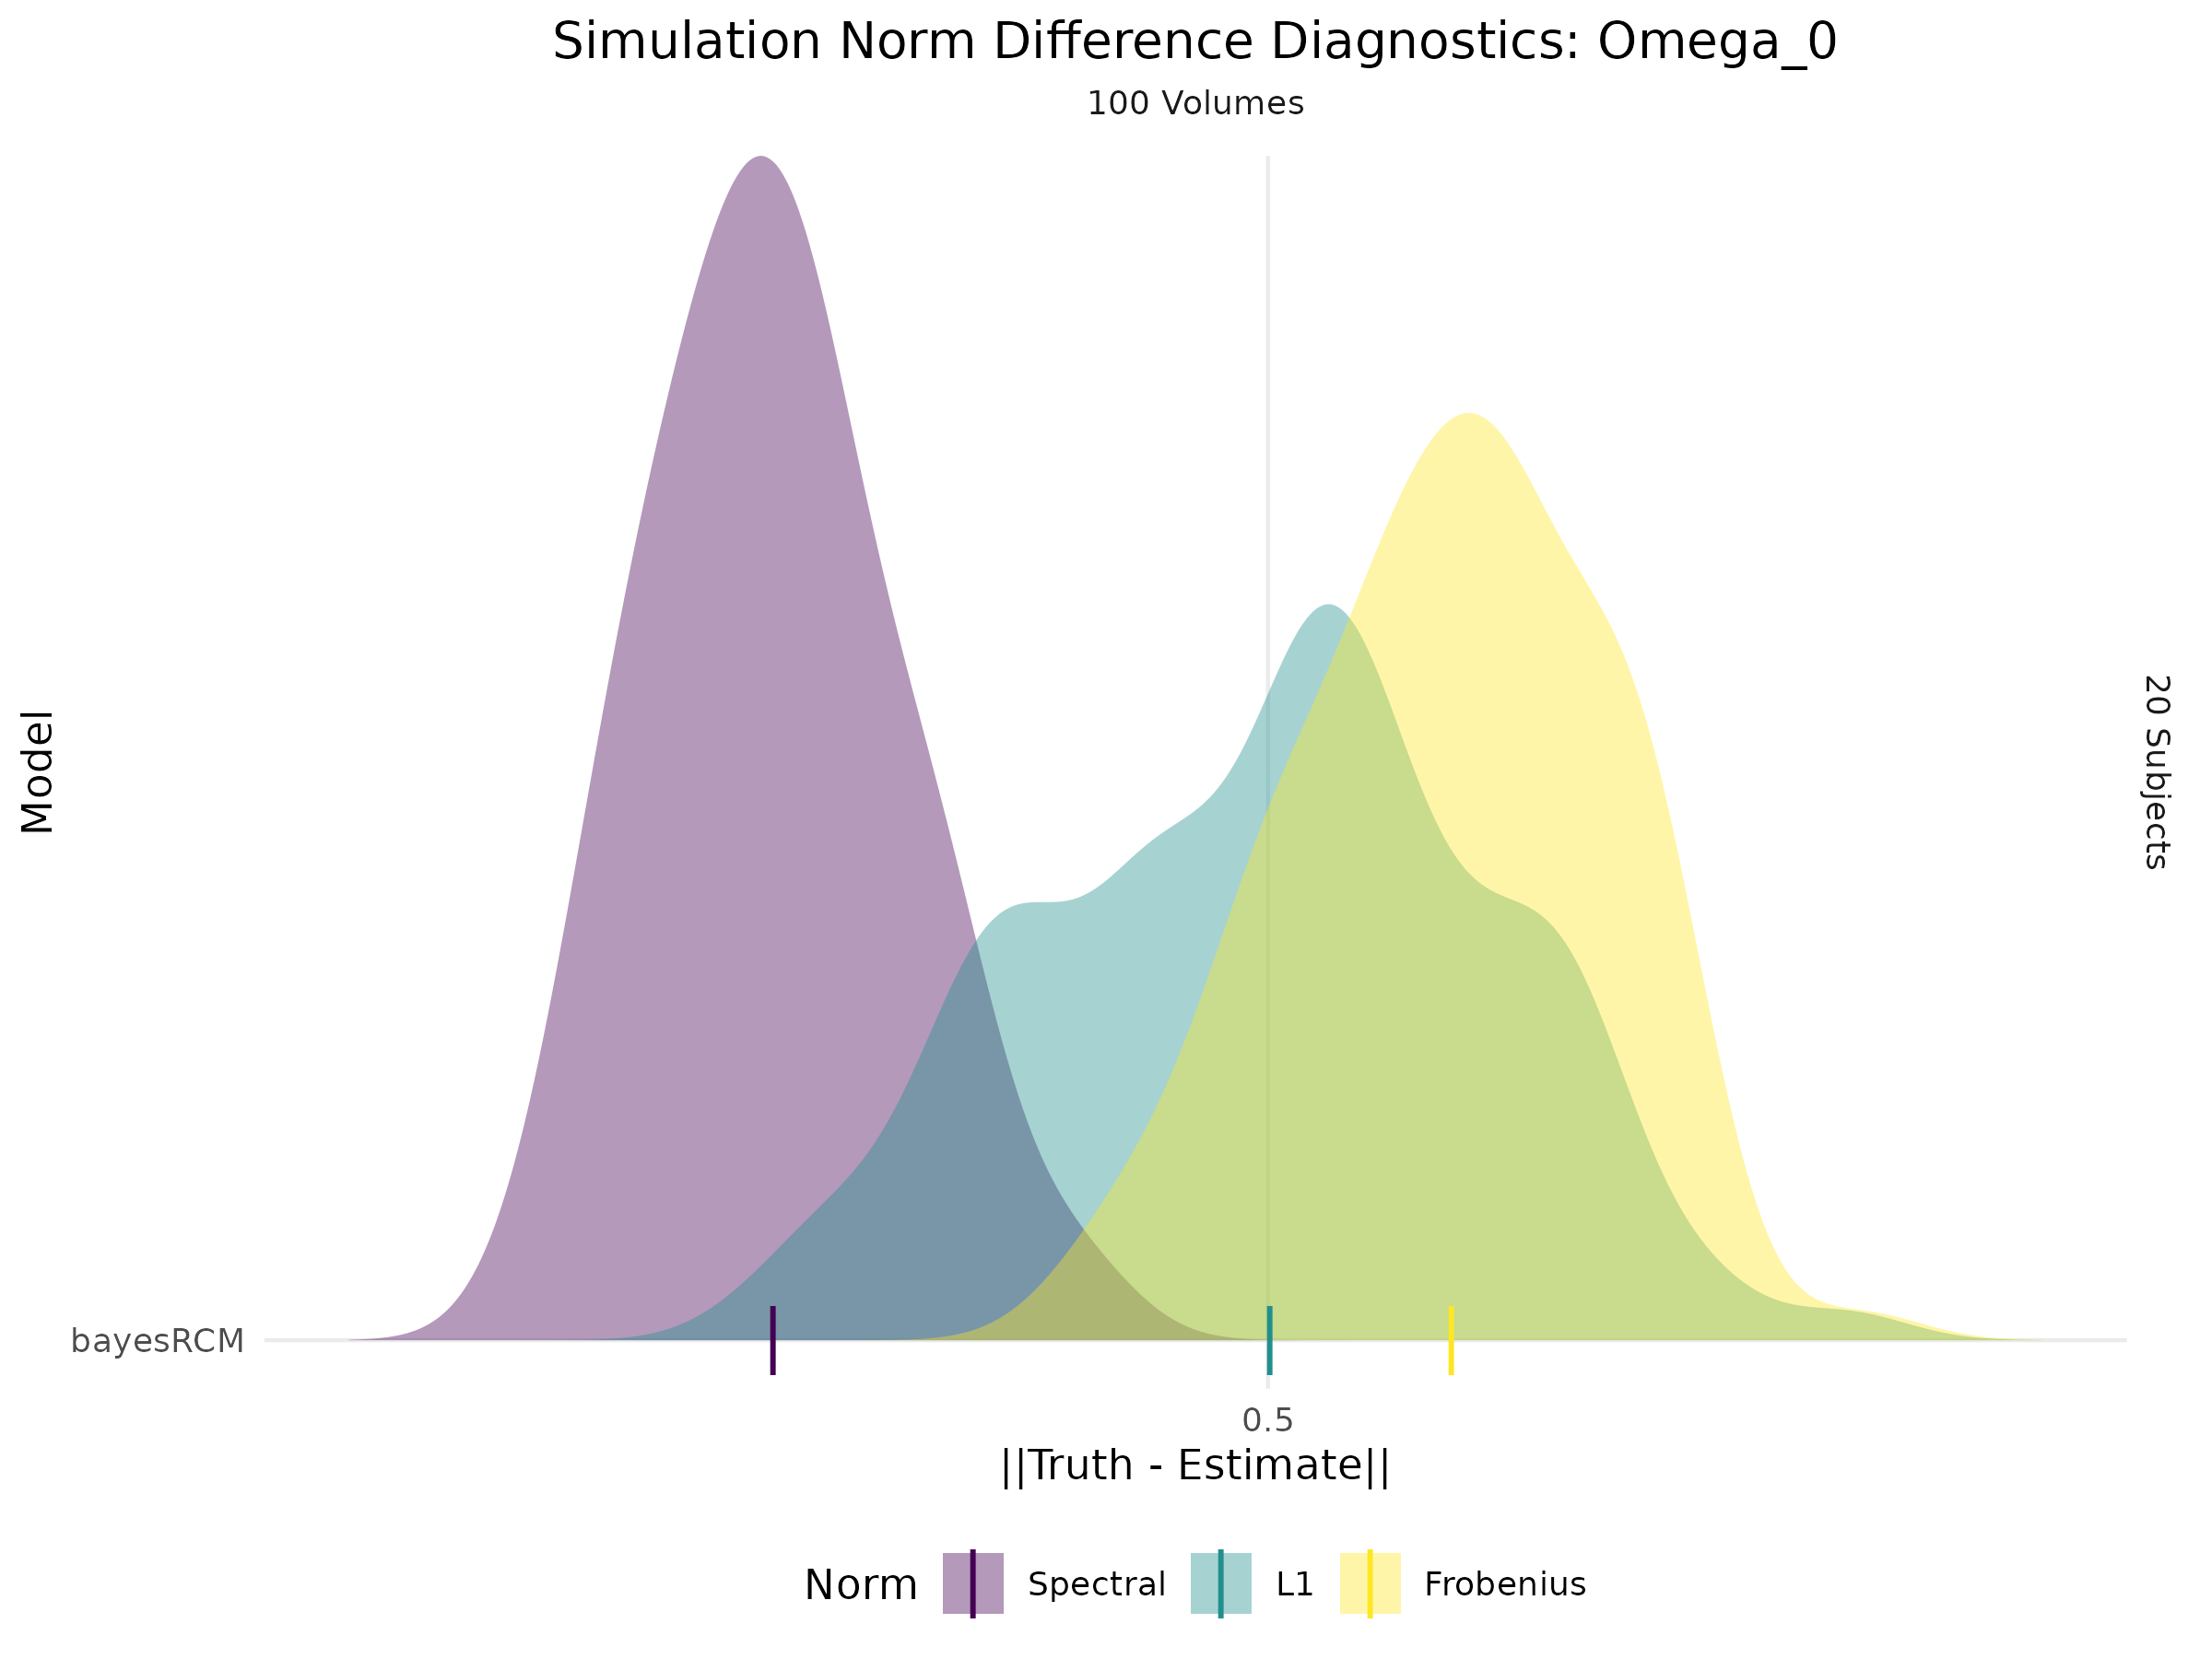 Simulation Norm Difference Diagnostics: Omega_0
100 Volumes
Model
20 Subjects
bayesRCM
0.5
||Truth - Estimate||
Norm Spectral L1 Frobenius